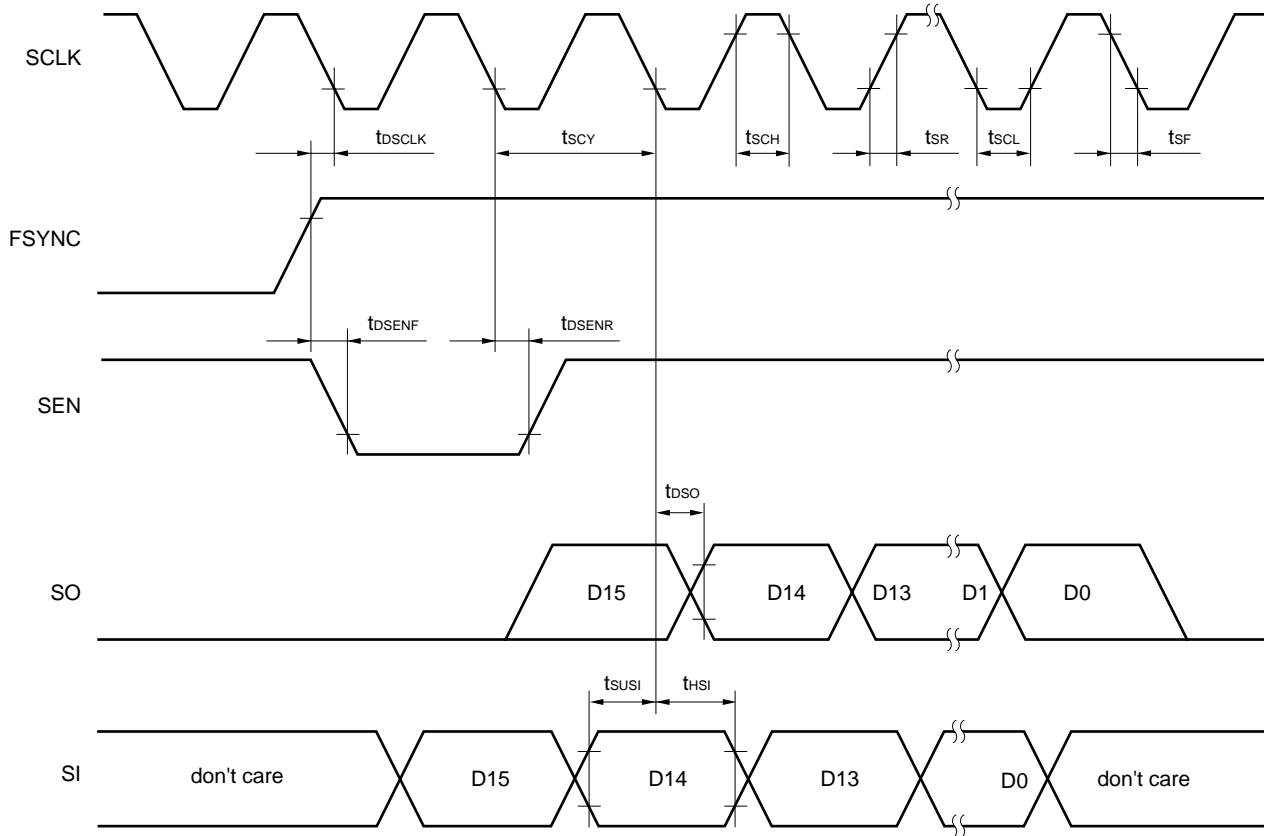 SCLK
tDSCLK tSCY tSCH tSR tSCL tSF
FSYNC
tDSENF tDSENR
SEN
tDSO
SO D15 D14 D13 D1 D0
tSUSI tHSI
SI don't care D15 D14 D13 D0 don't care